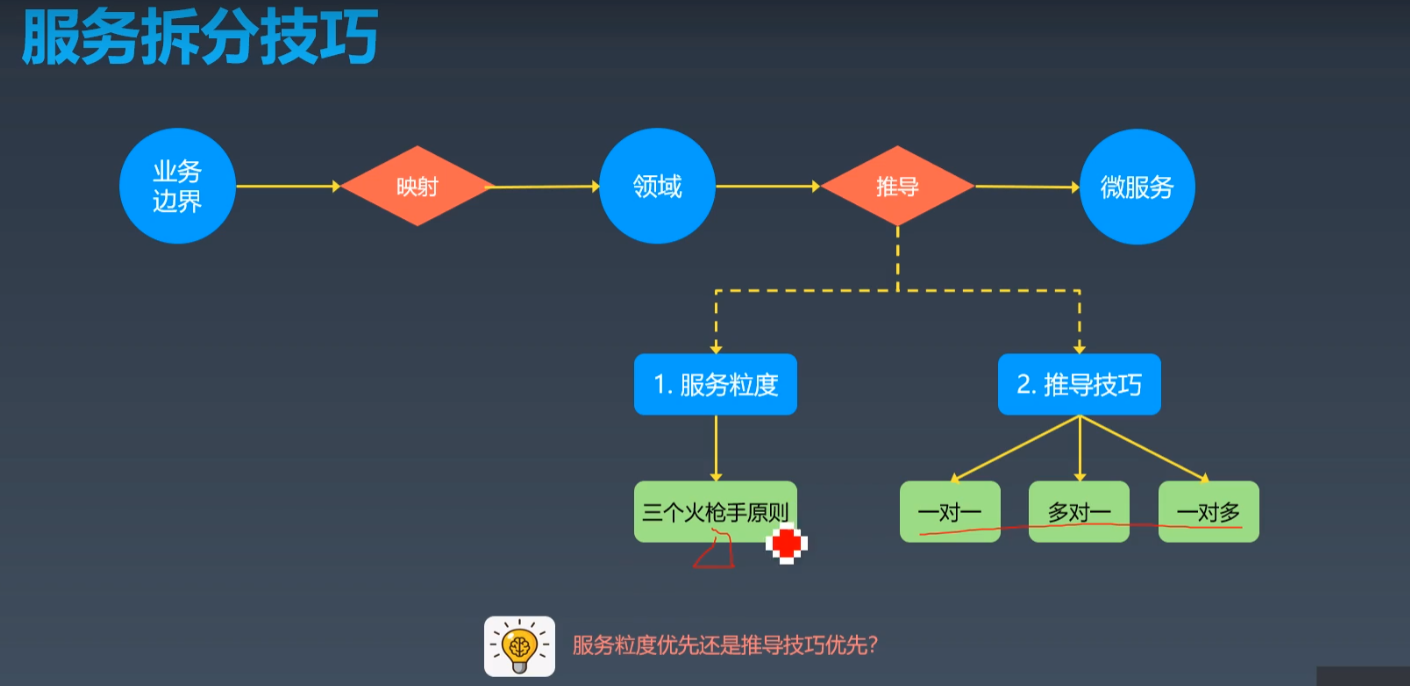 服务拆分技巧
业务
边界
映射
领域
推导
微服务
1. 服务粒度
2. 推导技巧
三个火枪手原则
一对一
多对一
一对多
服务粒度优先还是推导技巧优先?